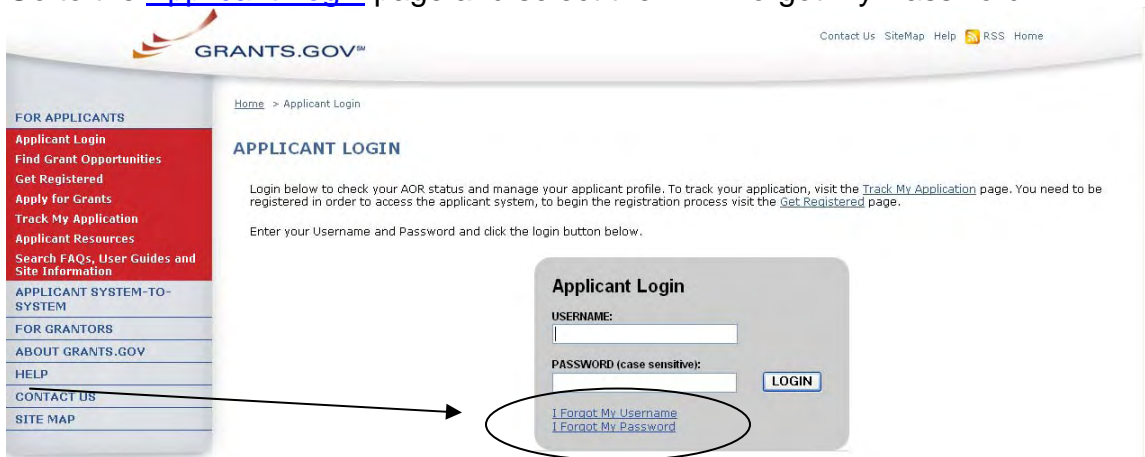 GRANTS.GOV℠
Contact Us SiteMap Help RSS Home
Home > Applicant Login
FOR APPLICANTS
Applicant Login
Find Grant Opportunities
Get Registered
Apply for Grants
Track My Application
Applicant Resources
Search FAQs, User Guides and
Site Information
APPLICANT SYSTEM-TO-
SYSTEM
FOR GRANTORS
ABOUT GRANTS.GOV
HELP
CONTACT US
SITE MAP
APPLICANT LOGIN
Login below to check your AOR status and manage your applicant profile. To track your application, visit the Track My Application page. You need to be
registered in order to access the applicant system, to begin the registration process visit the Get Registered page.
Enter your Username and Password and click the login button below.
Applicant Login
USERNAME:
PASSWORD (case sensitive):
LOGIN
I Forgot My Username
I Forgot My Password